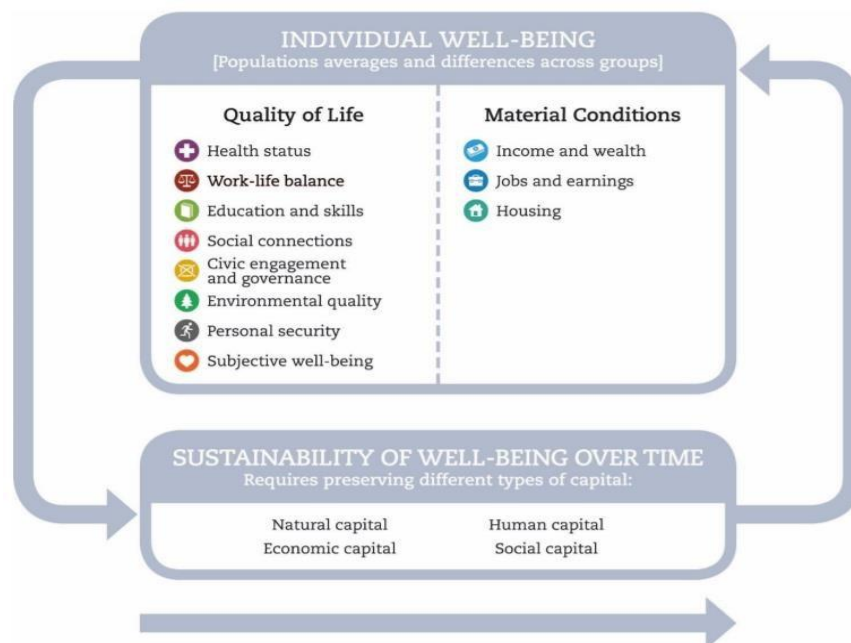 INDIVIDUAL WELL-BEING
[Populations averages and differences across groups]
Quality of Life
Health status
Work-life balance
Education and skills
Social connections
Civic engagement
and governance
Environmental quality
Personal security
Subjective well-being
Material Conditions
Income and wealth
Jobs and earnings
Housing
SUSTAINABILITY OF WELL-BEING OVER TIME
Requires preserving different types of capital:
Natural capital
Human capital
Economic capital
Social capital